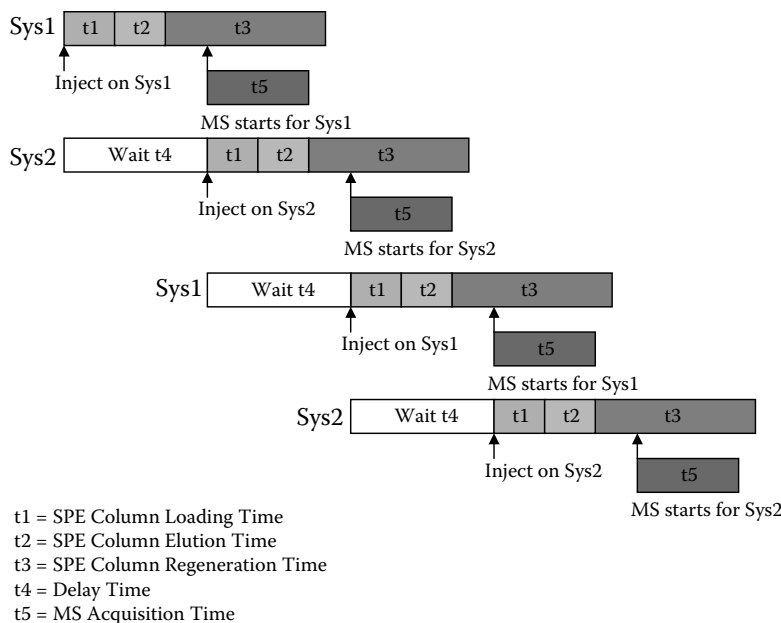 Sys1 t1 t2 t3
Inject on Sys1
t5
MS starts for Sys1
Sys2 Wait t4 t1 t2 t3
Inject on Sys2
t5
MS starts for Sys2
Sys1 Wait t4 t1 t2 t3
Inject on Sys1
t5
MS starts for Sys1
Sys2 Wait t4 t1 t2 t3
Inject on Sys2
t5
MS starts for Sys2
t1 = SPE Column Loading Time
t2 = SPE Column Elution Time
t3 = SPE Column Regeneration Time
t4 = Delay Time
t5 = MS Acquisition Time